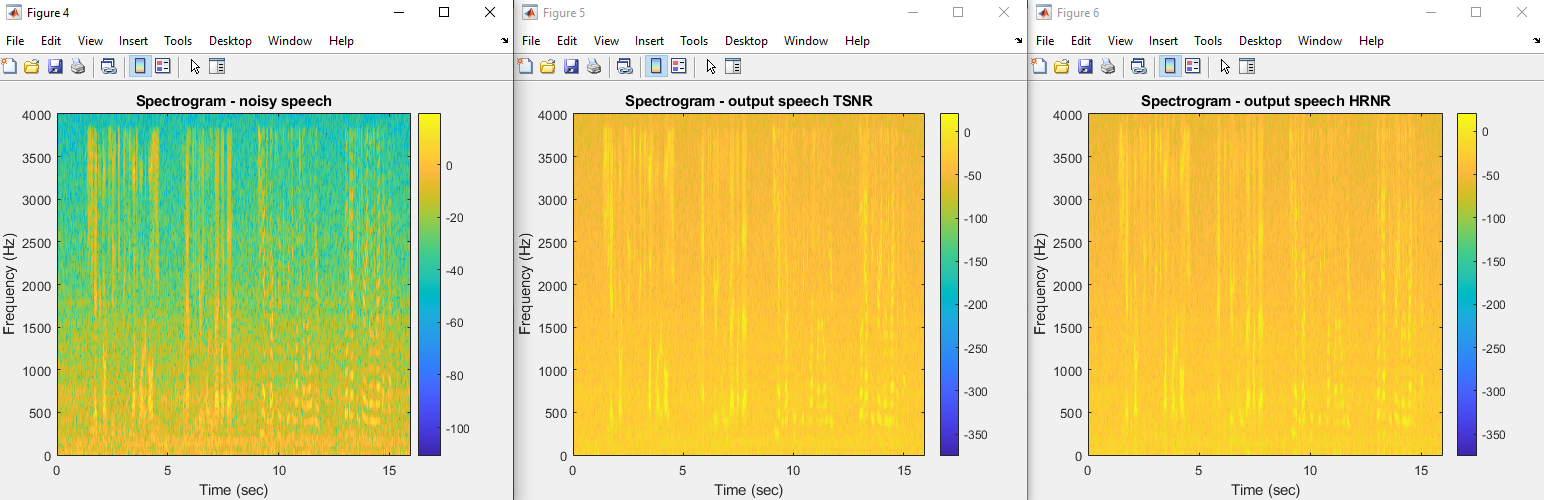 Figure 4
File Edit View Insert Tools Desktop Window Help
Spectrogram - noisy speech
Frequency (Hz)
4000
3500
3000
2500
2000
1500
1000
500
0
0 5 10 15
Time (sec)
0
-20
-40
-60
-80
-100
Figure 5
File Edit View Insert Tools Desktop Window Help
Spectrogram - output speech TSNR
Frequency (Hz)
4000
3500
3000
2500
2000
1500
1000
500
0
0 5 10 15
Time (sec)
0
-50
-100
-150
-200
-250
-300
-350
Figure 6
File Edit View Insert Tools Desktop Window Help
Spectrogram - output speech HRNR
Frequency (Hz)
4000
3500
3000
2500
2000
1500
1000
500
0
0 5 10 15
Time (sec)
0
-50
-100
-150
-200
-250
-300
-350